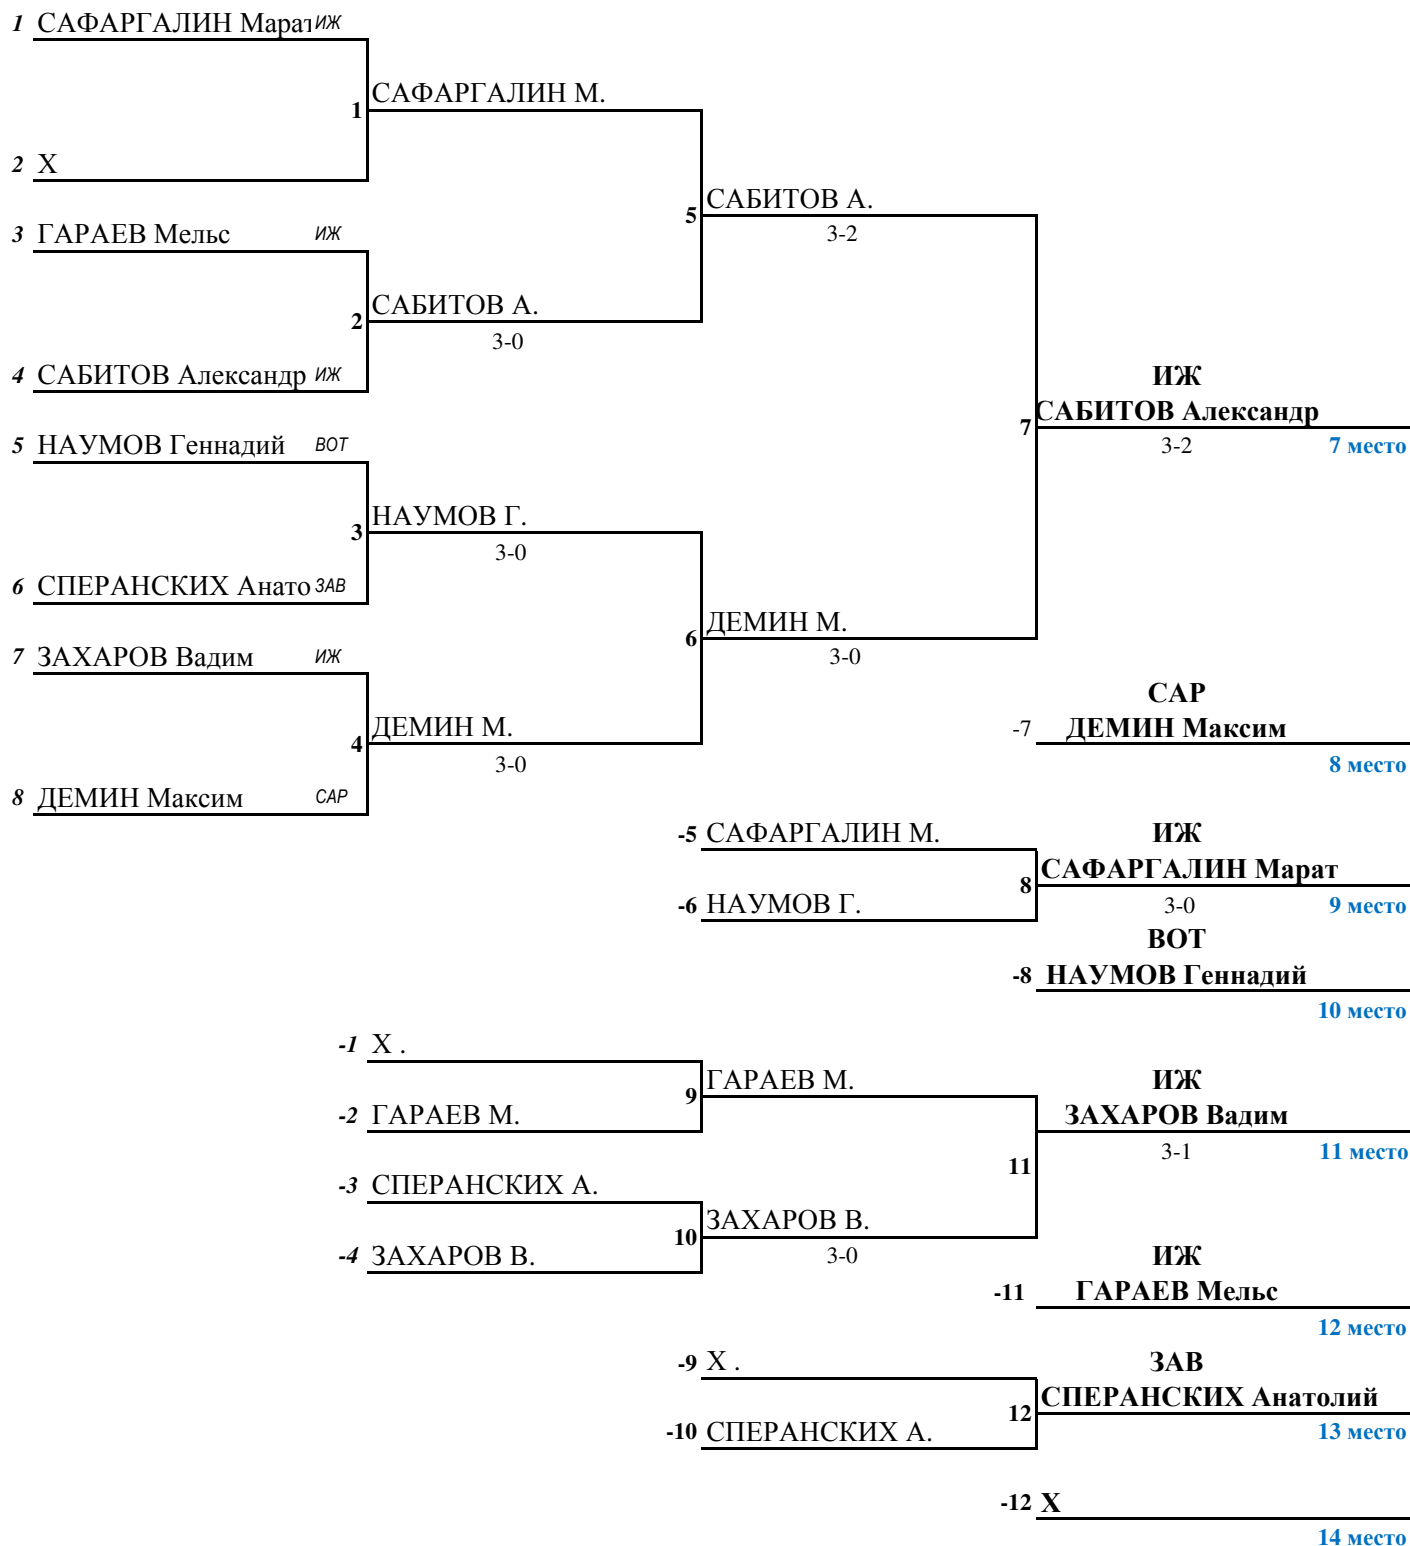 1 САФАРГАЛИН Марат ИЖ
САФАРГАЛИН М.
1
2 Х
САБИТОВ А.
5
3-2
3 ГАРАЕВ Мельс ИЖ
САБИТОВ А.
2
3-0
4 САБИТОВ Александр ИЖ
ИЖ
САБИТОВ Александр
7
3-2 7 место
5 НАУМОВ Геннадий ВОТ
НАУМОВ Г.
3
3-0
6 СПЕРАНСКИХ Анато ЗАВ
ДЕМИН М.
6
3-0
7 ЗАХАРОВ Вадим ИЖ
САР
-7 ДЕМИН Максим
8 место
ДЕМИН М.
4
3-0
8 ДЕМИН Максим САР
-5 САФАРГАЛИН М.
ИЖ
САФАРГАЛИН Марат
8
3-0 9 место
-6 НАУМОВ Г.
ВОТ
-8 НАУМОВ Геннадий
10 место
-1 Х .
ГАРАЕВ М.
9
-2 ГАРАЕВ М.
ИЖ
ЗАХАРОВ Вадим
3-1 11 место
11
-3 СПЕРАНСКИХ А.
ЗАХАРОВ В.
10
3-0
-4 ЗАХАРОВ В.
ИЖ
-11 ГАРАЕВ Мельс
12 место
-9 Х .
ЗАВ
СПЕРАНСКИХ Анатолий
12
13 место
-10 СПЕРАНСКИХ А.
-12 Х
14 место